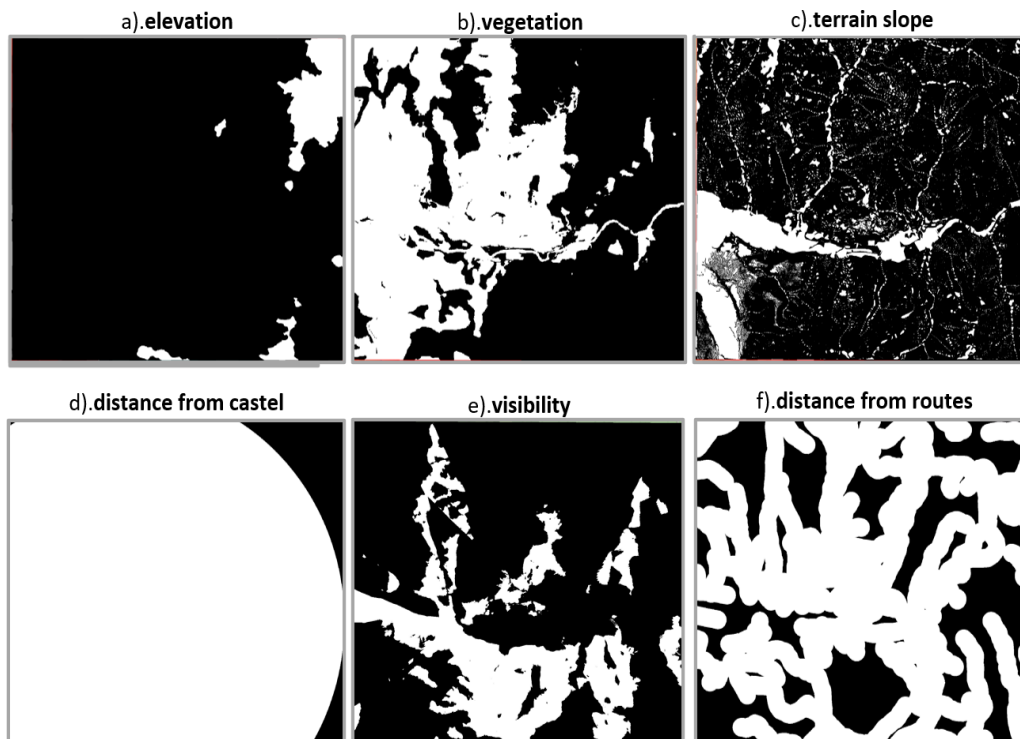 a).elevation
b).vegetation
c).terrain slope
d).distance from castel
e).visibility
f).distance from routes